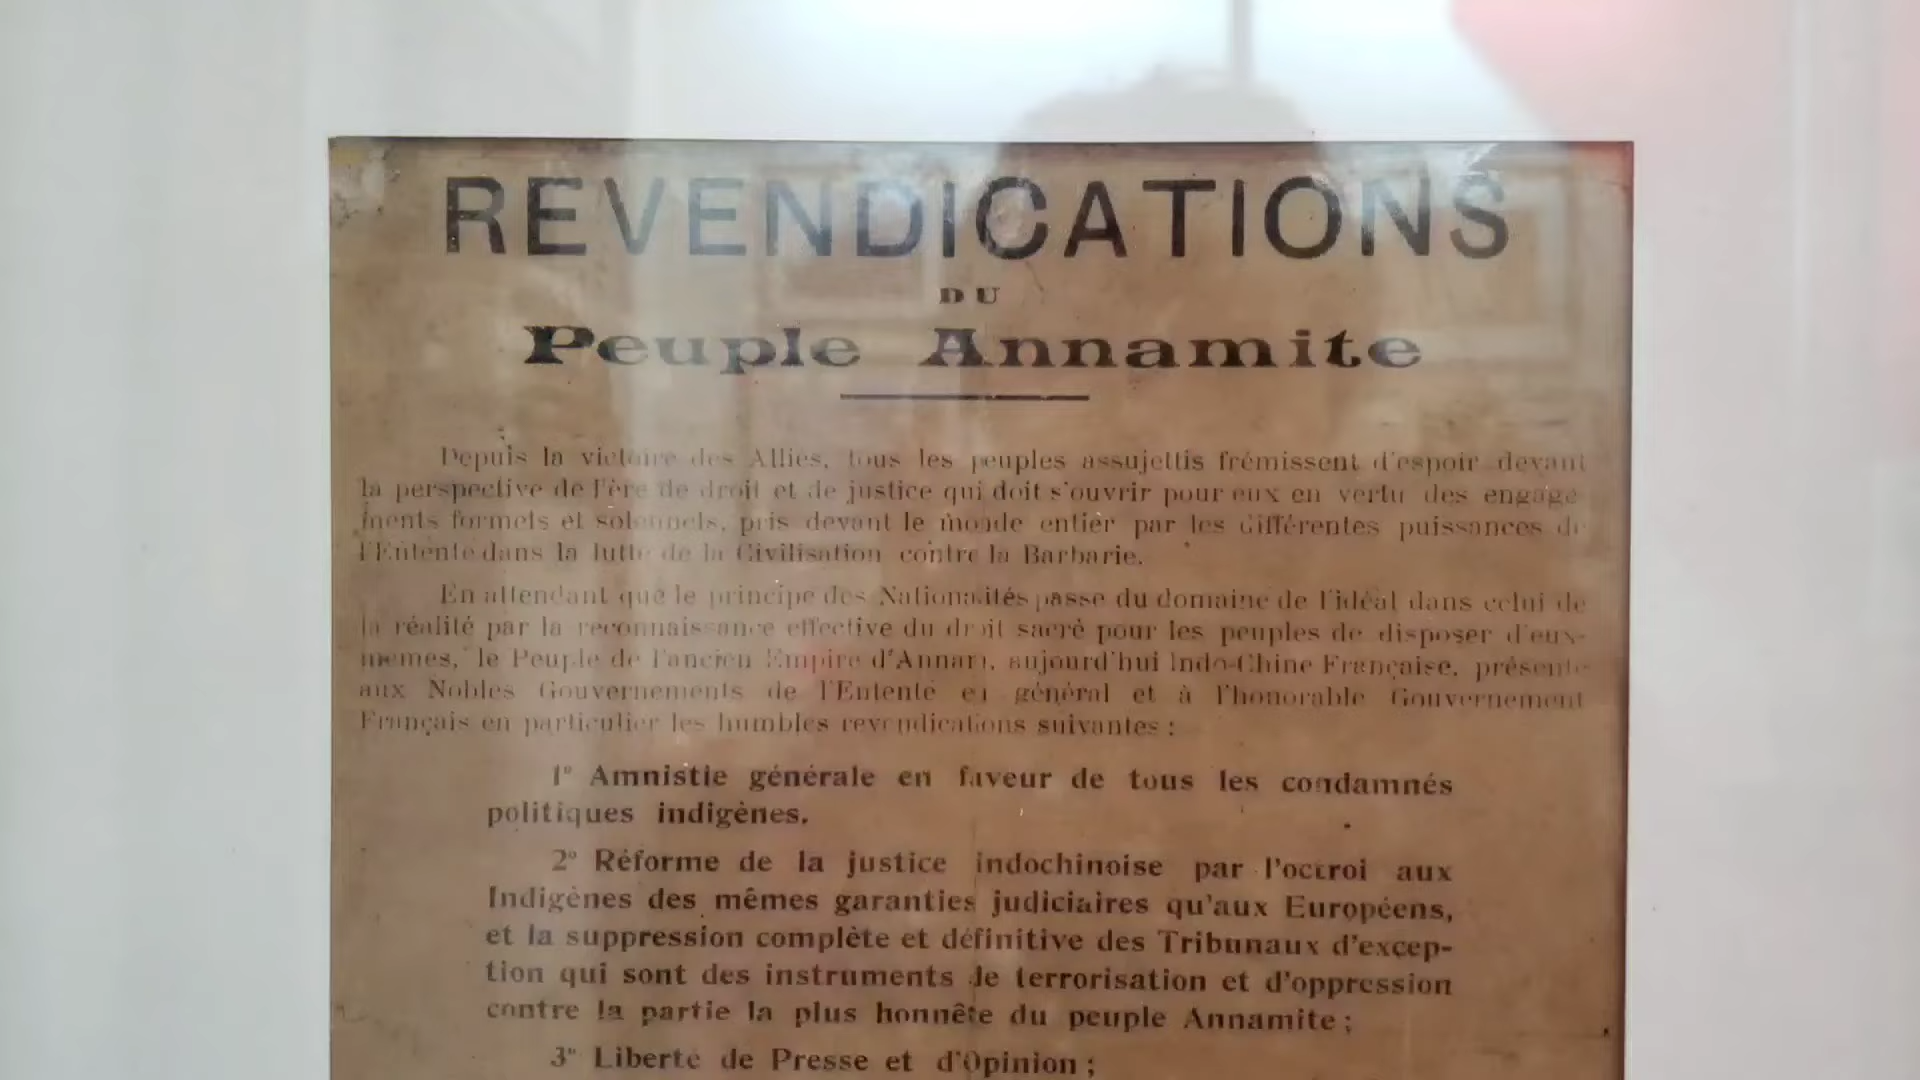 REVENDICATIONS
DU
Peuple Annamite
Depuis la victoire des Alliés, tous les peuples assujettis frémissent d'espoir devant
la perspective de l'ère de droit et de justice qui doit s'ouvrir pour eux en vertu des engage-
ments formels et solennels, pris devant le monde entier par les différentes puissances de
l'Entente dans la lutte de la Civilisation contre la Barbarie.
En attendant que le principe des Nationalités passe du domaine de l'idéal dans celui de
la réalité par la reconnaissance effective du droit sacré pour les peuples de disposer d'eux-
mêmes, le Peuple de l'ancien Empire d'Annam, aujourd'hui Indo-Chine Française, présente
aux Nobles Gouvernements de l'Entente en général et à l'honorable Gouvernement
Français en particulier les humbles revendications suivantes :
1° Amnistie générale en faveur de tous les condamnés
politiques indigènes.
2° Réforme de la justice indochinoise par l'octroi aux
Indigènes des mêmes garanties judiciaires qu'aux Européens,
et la suppression complète et définitive des Tribunaux d'excep-
tion qui sont des instruments de terrorisation et d'oppression
contre la partie la plus honnête du peuple Annamite ;
3° Liberté de Presse et d'Opinion ;